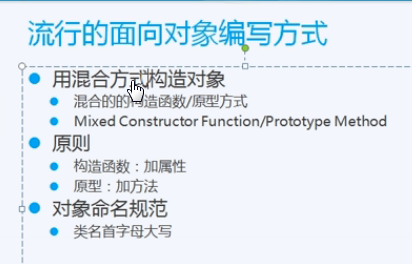 流行的面向对象编写方式
用混合方式构造对象
混合的的构造函数/原型方式
Mixed Constructor Function/Prototype Method
原则
构造函数：加属性
原型：加方法
对象命名规范
类名首字母大写